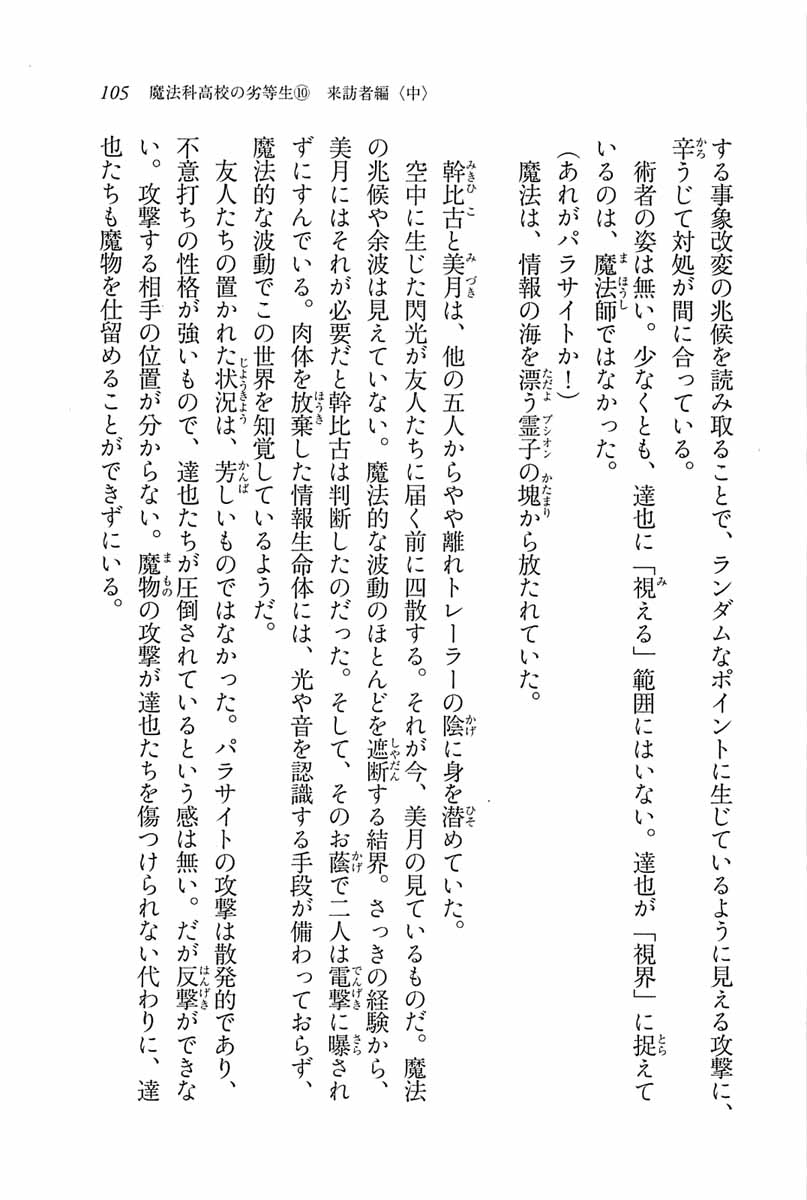 105　魔法科高校の劣等生⑩　来訪者編〈中〉
する事象改変の兆候を読み取ることで、ランダムなポイントに生じているように見える攻撃に、
辛うじて対処が間に合っている。
術者の姿は無い。少なくとも、達也に「視える」範囲にはいない。達也が「視界」に捉えて
いるのは、魔法師ではなかった。
（あれがパラサイトか！）
魔法は、情報の海を漂う霊子の塊から放たれていた。
幹比古と美月は、他の五人からやや離れトレーラーの陰に身を潜めていた。
空中に生じた閃光が友人たちに届く前に四散する。それが今、美月の見ているものだ。魔法
の兆候や余波は見えていない。魔法的な波動のほとんどを遮断する結界。さっきの経験から、
美月にはそれが必要だと幹比古は判断したのだった。そして、そのお蔭で二人は電撃に曝され
ずにすんでいる。肉体を放棄した情報生命体には、光や音を認識する手段が備わっておらず、
魔法的な波動でこの世界を知覚しているようだ。
友人たちの置かれた状況は、芳しいものではなかった。パラサイトの攻撃は散発的であり、
不意打ちの性格が強いもので、達也たちが圧倒されているという感は無い。だが反撃ができな
い。攻撃する相手の位置が分からない。魔物の攻撃が達也たちを傷つけられない代わりに、達
也たちも魔物を仕留めることができずにいる。